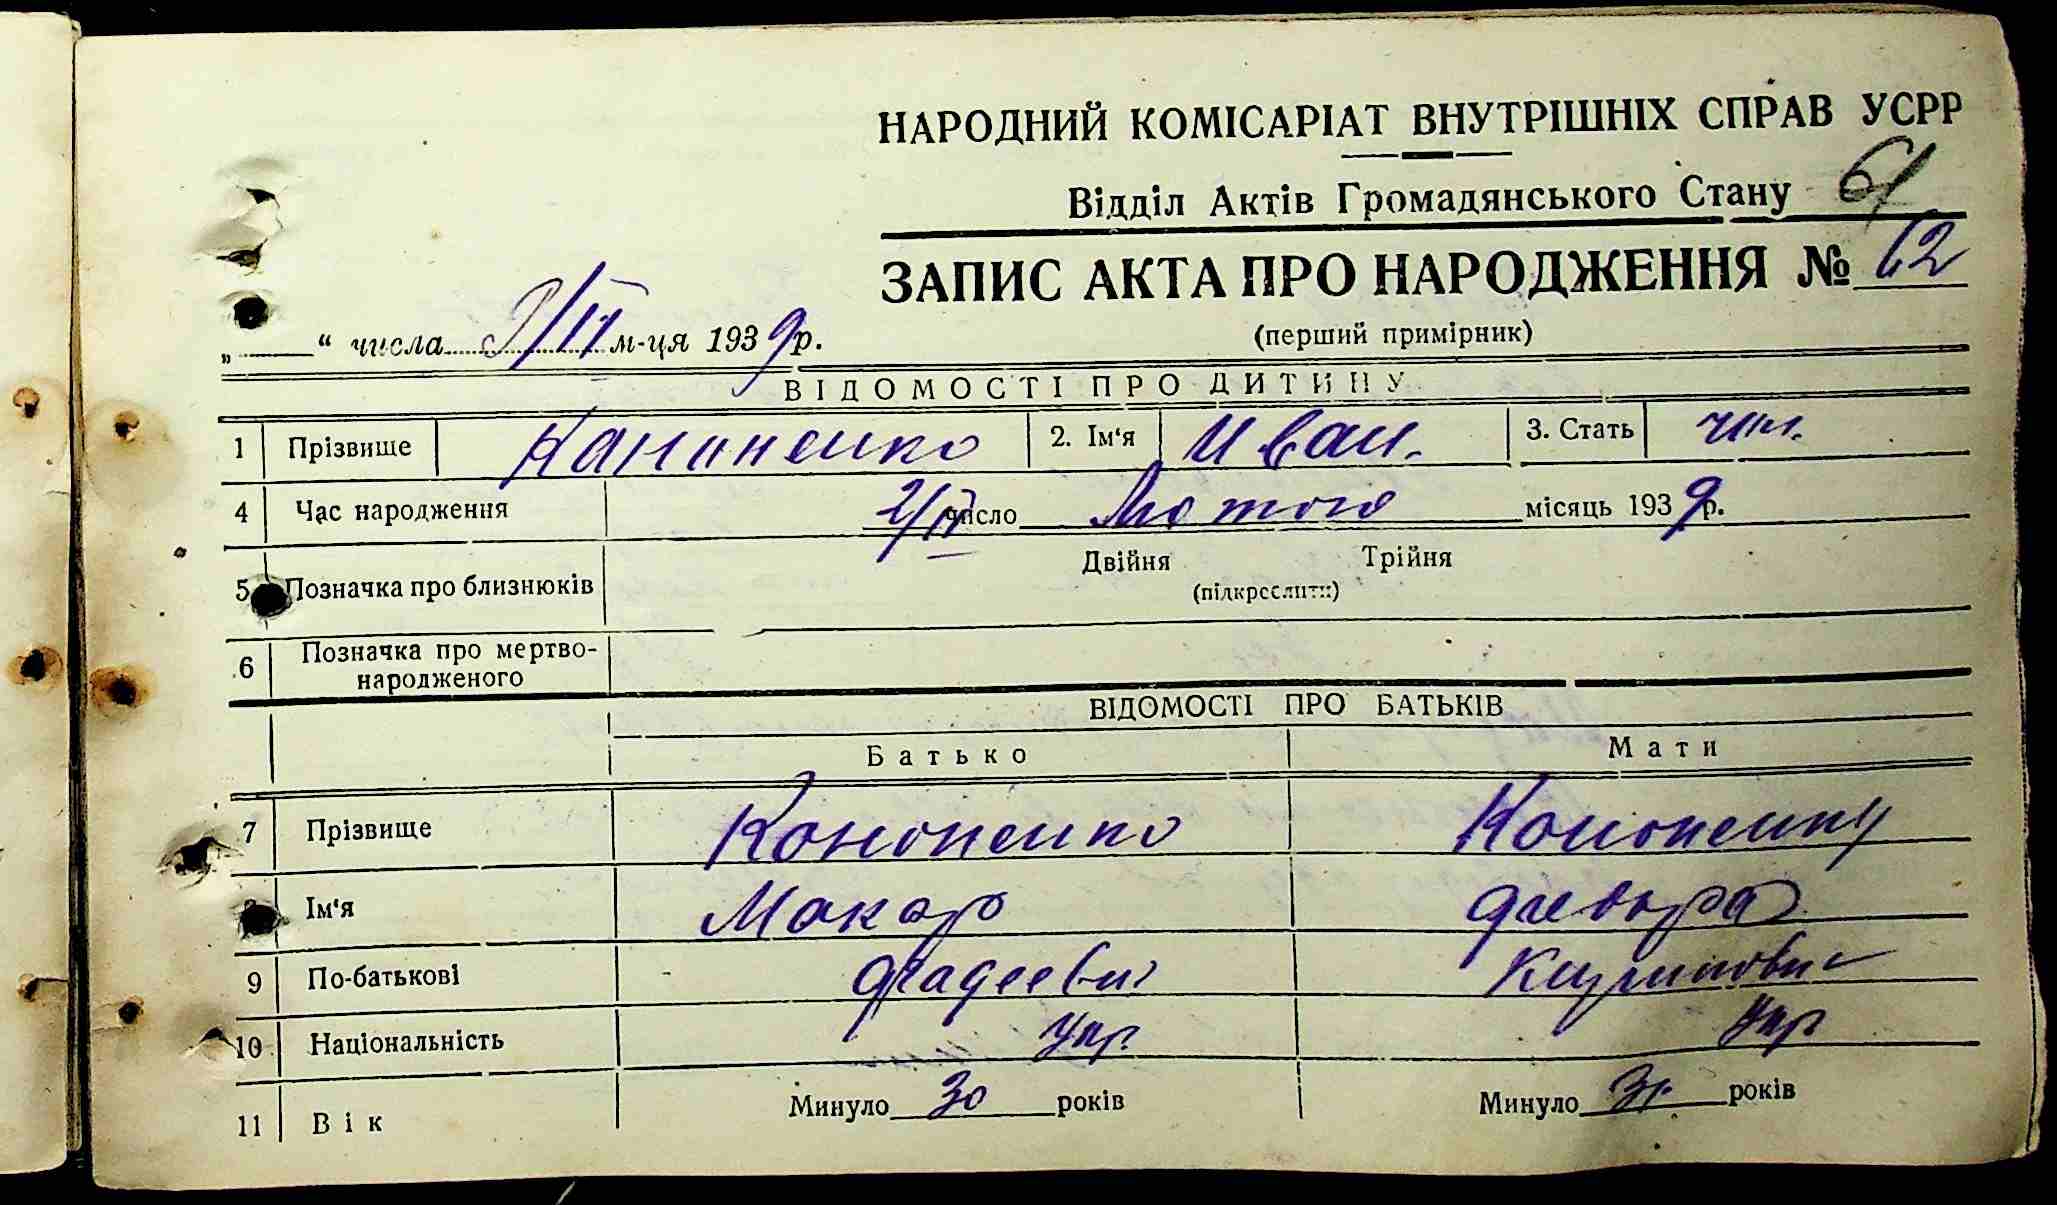 НАРОДНИЙ КОМІСАРІАТ ВНУТРІШНІХ СПРАВ УСРР
Відділ Актів Громадянського Стану 61
ЗАПИС АКТА ПРО НАРОДЖЕННЯ № 62
(перший примірник)
„ “ числа 9/II м-ця 1939 р.
ВІДОМОСТІ ПРО ДИТИНУ
1 Прізвище Кононенко 2. Ім‘я Иван. 3. Стать чол.
4 Час народження 2/II число Лютого місяць 1939 р.
5 Позначка про близнюків Двійня Трійня
(підкреслити)
6 Позначка про мертво-
народженого
ВІДОМОСТІ ПРО БАТЬКІВ
Батько Мати
7 Прізвище Кононенко Кононенко
8 Ім‘я Макар Федора
9 По-батькові Фадеевич
10 Національність Укр. Укр
11 Вік Минуло 30 років Минуло років